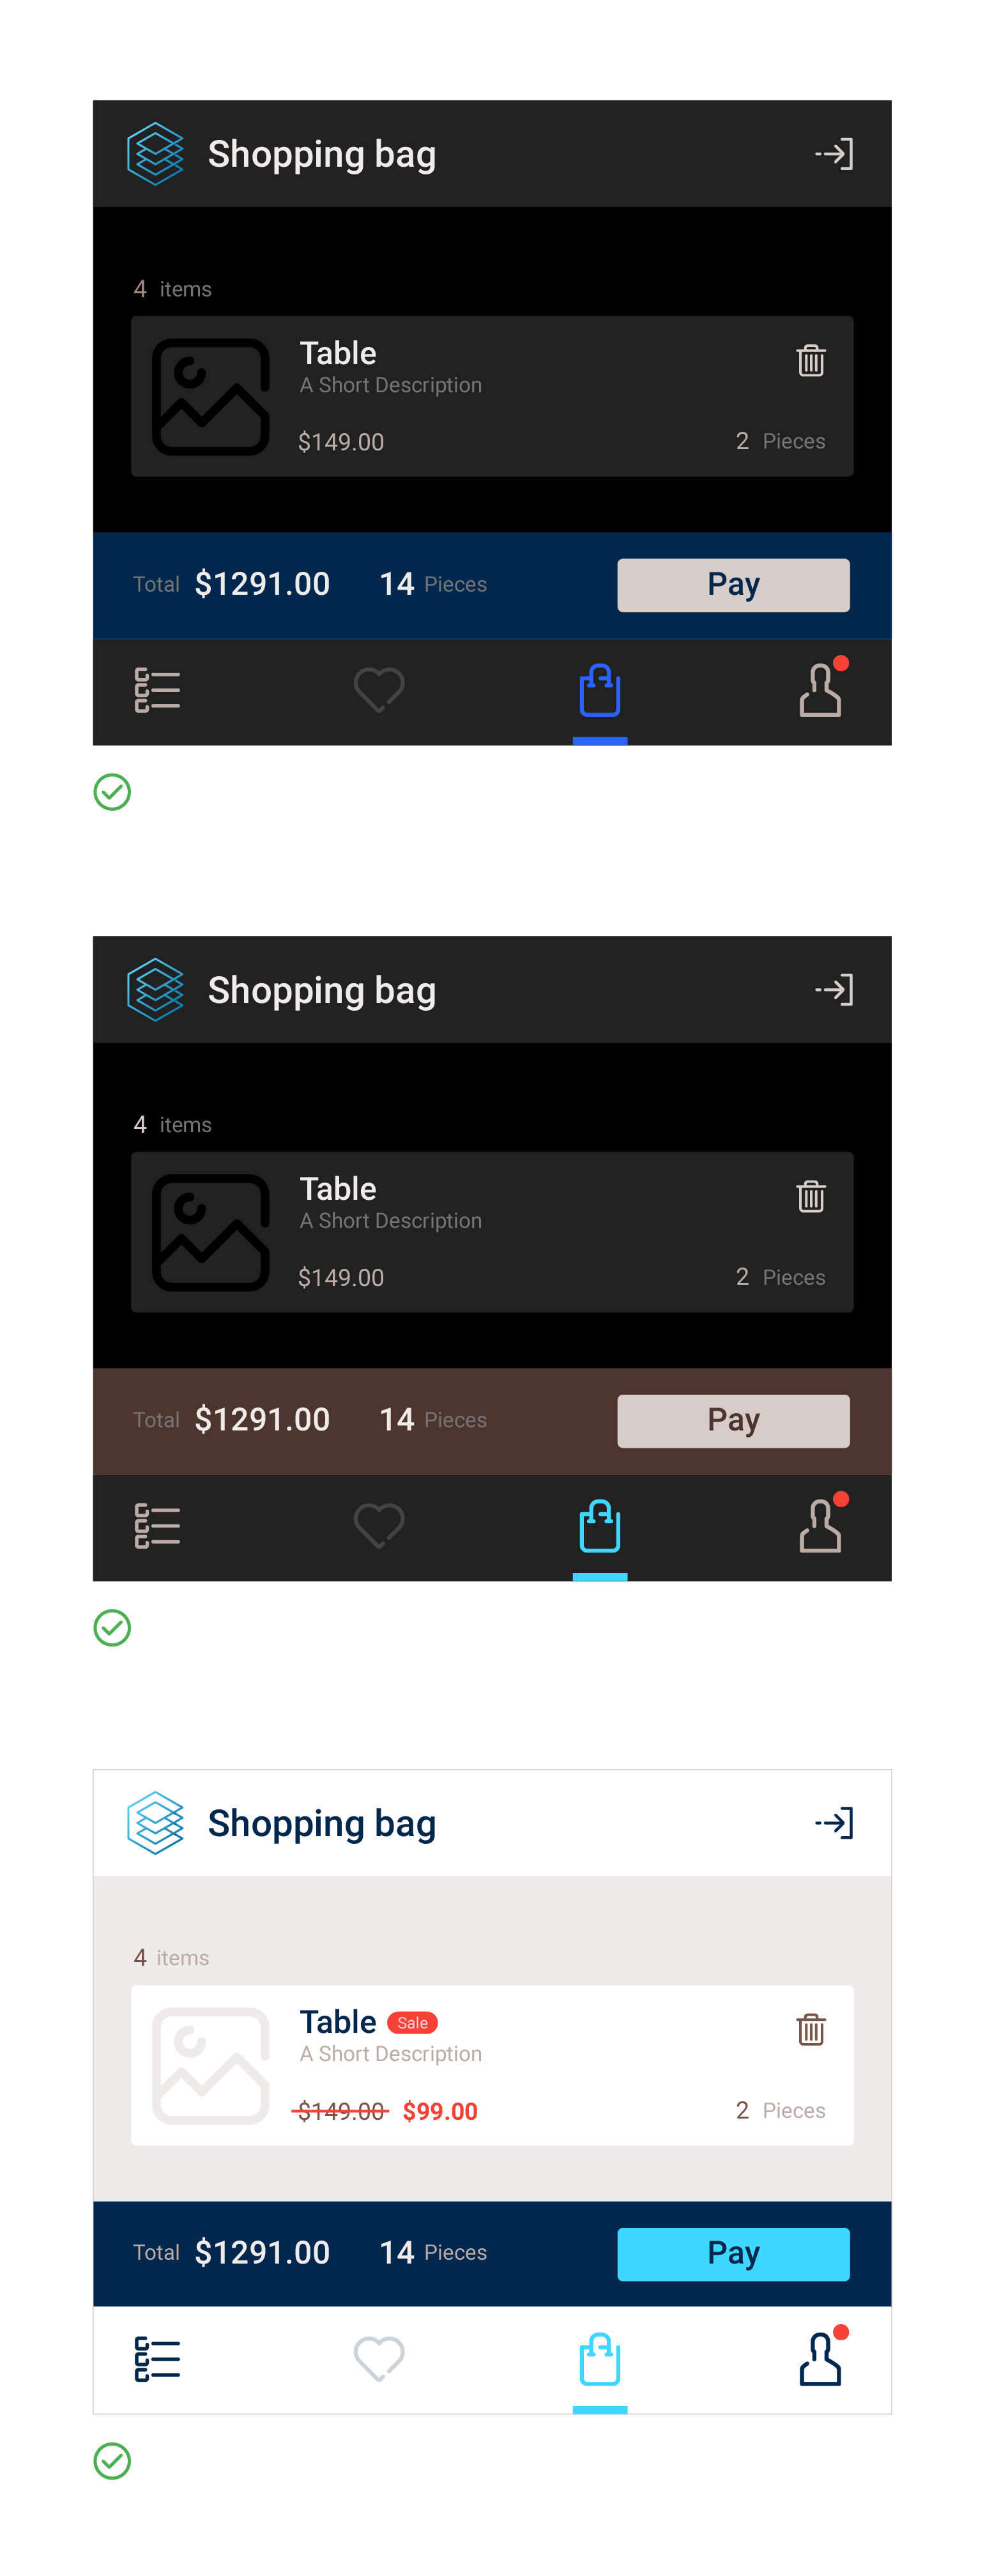 Shopping bag
4 items
Table
A Short Description
$149.00
2 Pieces
Total $1291.00 14 Pieces Pay
Shopping bag
4 items
Table
A Short Description
$149.00
2 Pieces
Total $1291.00 14 Pieces Pay
Shopping bag
4 items
Table Sale
A Short Description
$149.00 $99.00
2 Pieces
Total $1291.00 14 Pieces Pay